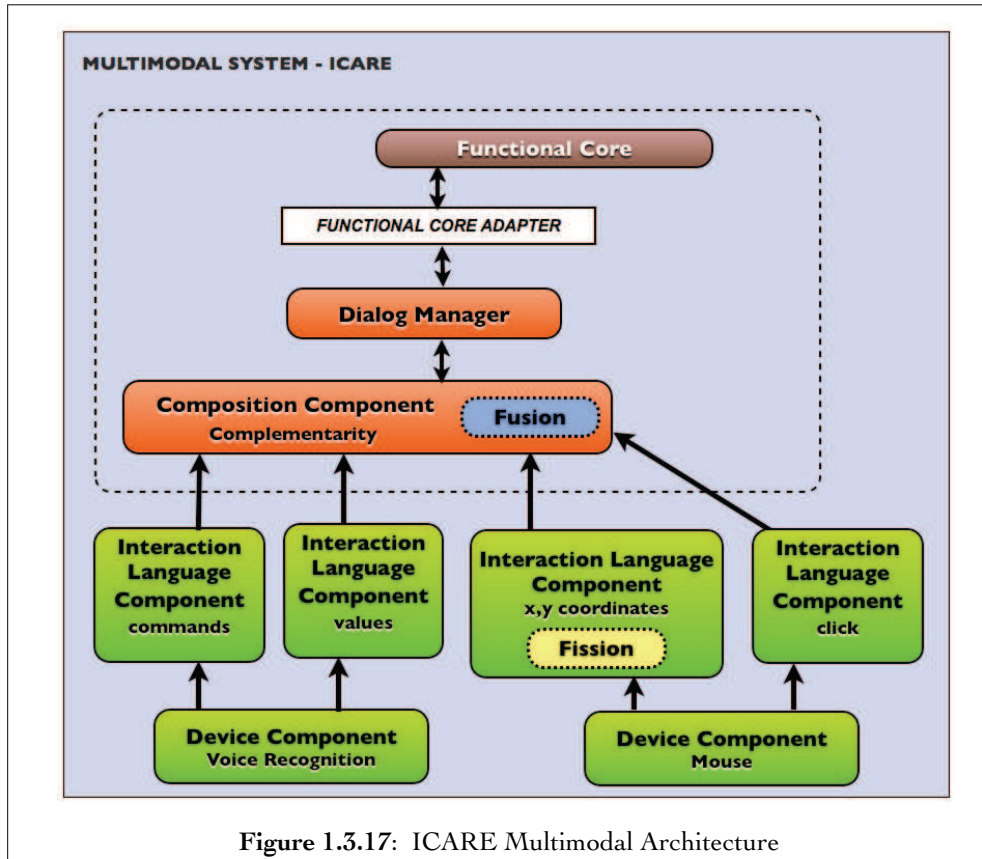 MULTIMODAL SYSTEM - ICARE
Functional Core
FUNCTIONAL CORE ADAPTER
Dialog Manager
Composition Component
Complementarity
Fusion
Interaction
Language
Component
commands
Interaction
Language
Component
values
Interaction Language
Component
x,y coordinates
Fission
Interaction
Language
Component
click
Device Component
Voice Recognition
Device Component
Mouse
Figure 1.3.17: ICARE Multimodal Architecture